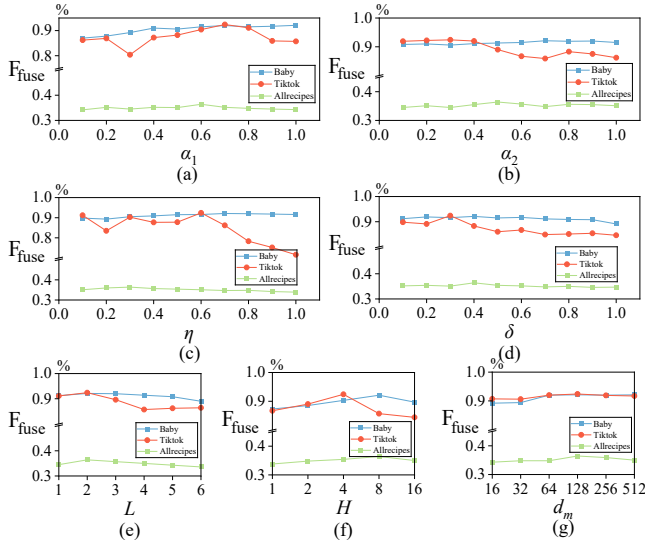 %
0.9
0.4
0.3
F_fuse
Baby
Tiktok
Allrecipes
0.0 0.2 0.4 0.6 0.8 1.0
α₁
(a)
%
1.0
0.9
0.4
0.3
F_fuse
Baby
Tiktok
Allrecipes
0.0 0.2 0.4 0.6 0.8 1.0
α₂
(b)
%
1.0
0.9
0.8
0.4
0.3
F_fuse
Baby
Tiktok
Allrecipes
0.0 0.2 0.4 0.6 0.8 1.0
η
(c)
%
1.0
0.9
0.4
0.3
F_fuse
Baby
Tiktok
Allrecipes
0.0 0.2 0.4 0.6 0.8 1.0
δ
(d)
%
1.0
0.9
0.4
0.3
F_fuse
Baby
Tiktok
Allrecipes
1 2 3 4 5 6
L
(e)
%
1.0
0.9
0.4
0.3
F_fuse
Baby
Tiktok
Allrecipes
1 2 4 8 16
H
(f)
%
1.0
0.9
0.4
0.3
F_fuse
Baby
Tiktok
Allrecipes
16 32 64 128 256 512
d_m
(g)